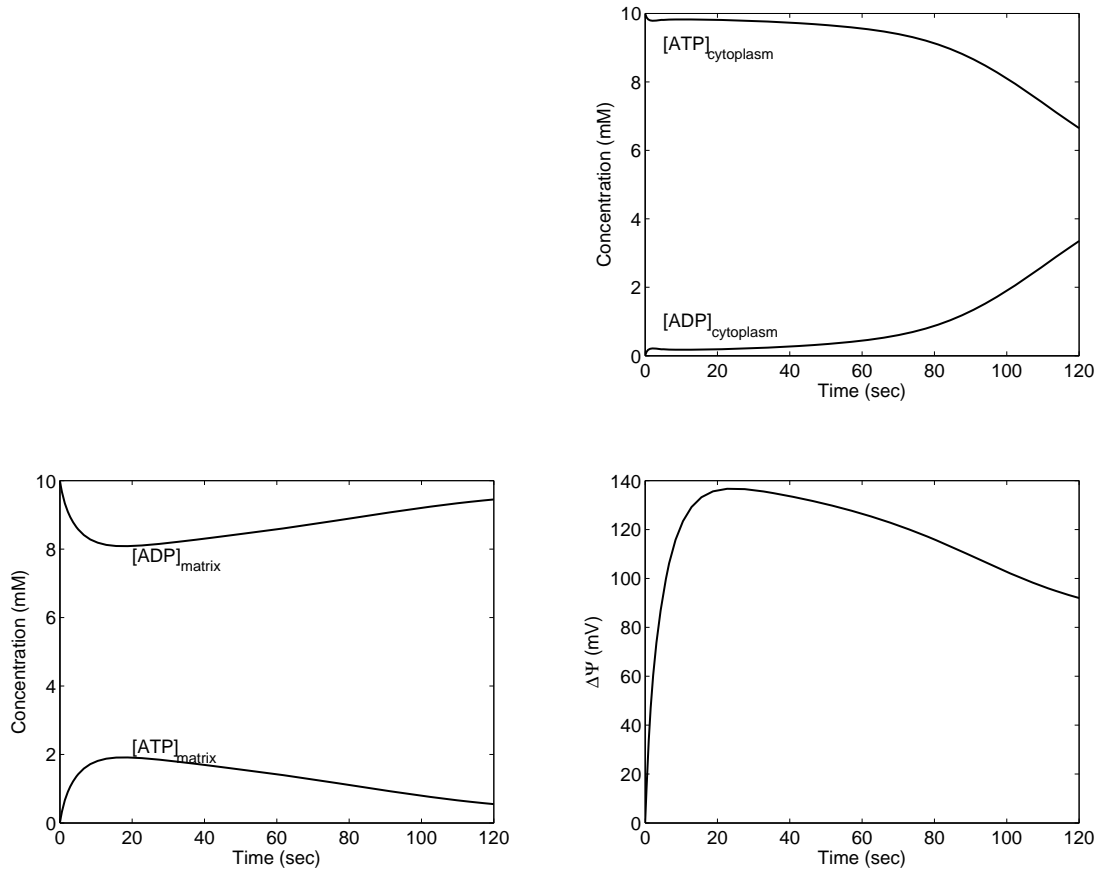 10
8
6
4
2
0
Concentration (mM)
[ATP]cytoplasm
[ADP]cytoplasm
0 20 40 60 80 100 120
Time (sec)
10
8
6
4
2
0
Concentration (mM)
[ADP]matrix
[ATP]matrix
0 20 40 60 80 100 120
Time (sec)
140
120
100
80
60
40
20
0
ΔΨ (mV)
0 20 40 60 80 100 120
Time (sec)